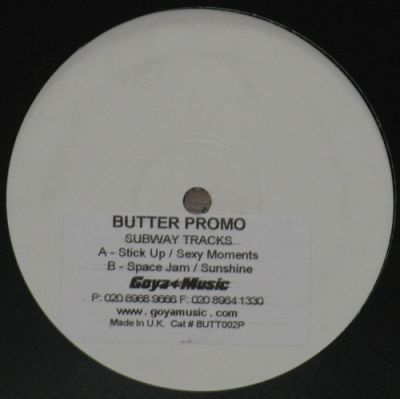 BUTTER PROMO
SUBWAY TRACKS
A - Stick Up / Sexy Moments
B - Space Jam / Sunshine
Goya+Music
P: 020 8968 9666 F: 020 8964 1330
www . goyamusic . com
Made In U.K. Cat # BUTT002P